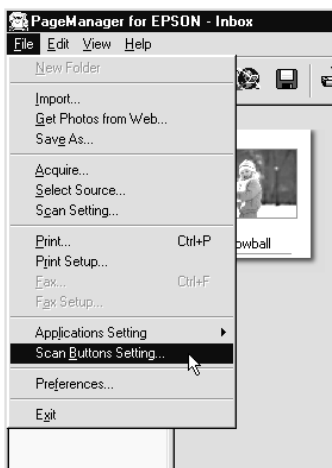 PageManager for EPSON - Inbox
File Edit View Help
New Folder
Import...
Get Photos from Web...
Save As...
Acquire...
Select Source...
Scan Setting...
Print... Ctrl+P
Print Setup...
Fax... Ctrl+F
Fax Setup...
Applications Setting
Scan Buttons Setting...
Preferences...
Exit
owball